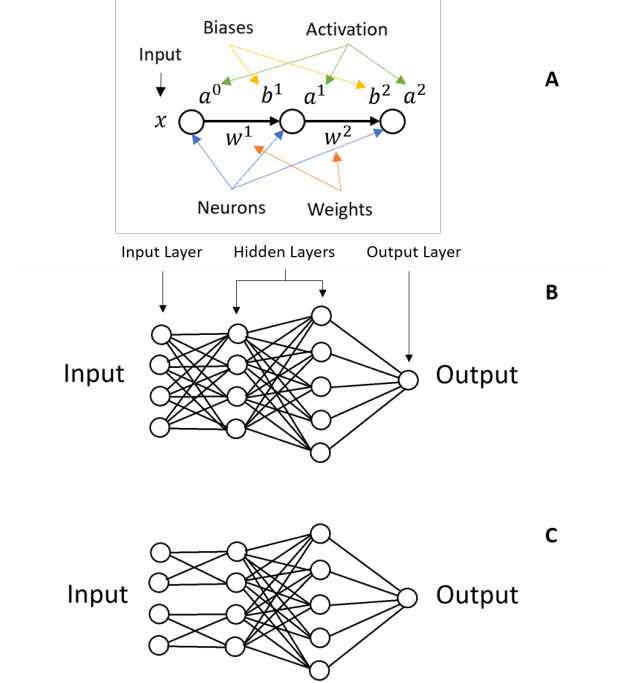 Biases
Activation
Input
A
a⁰
b¹
a¹
b²
a²
x
w¹
w²
Neurons
Weights
Input Layer
Hidden Layers
Output Layer
B
Input
Output
C
Input
Output